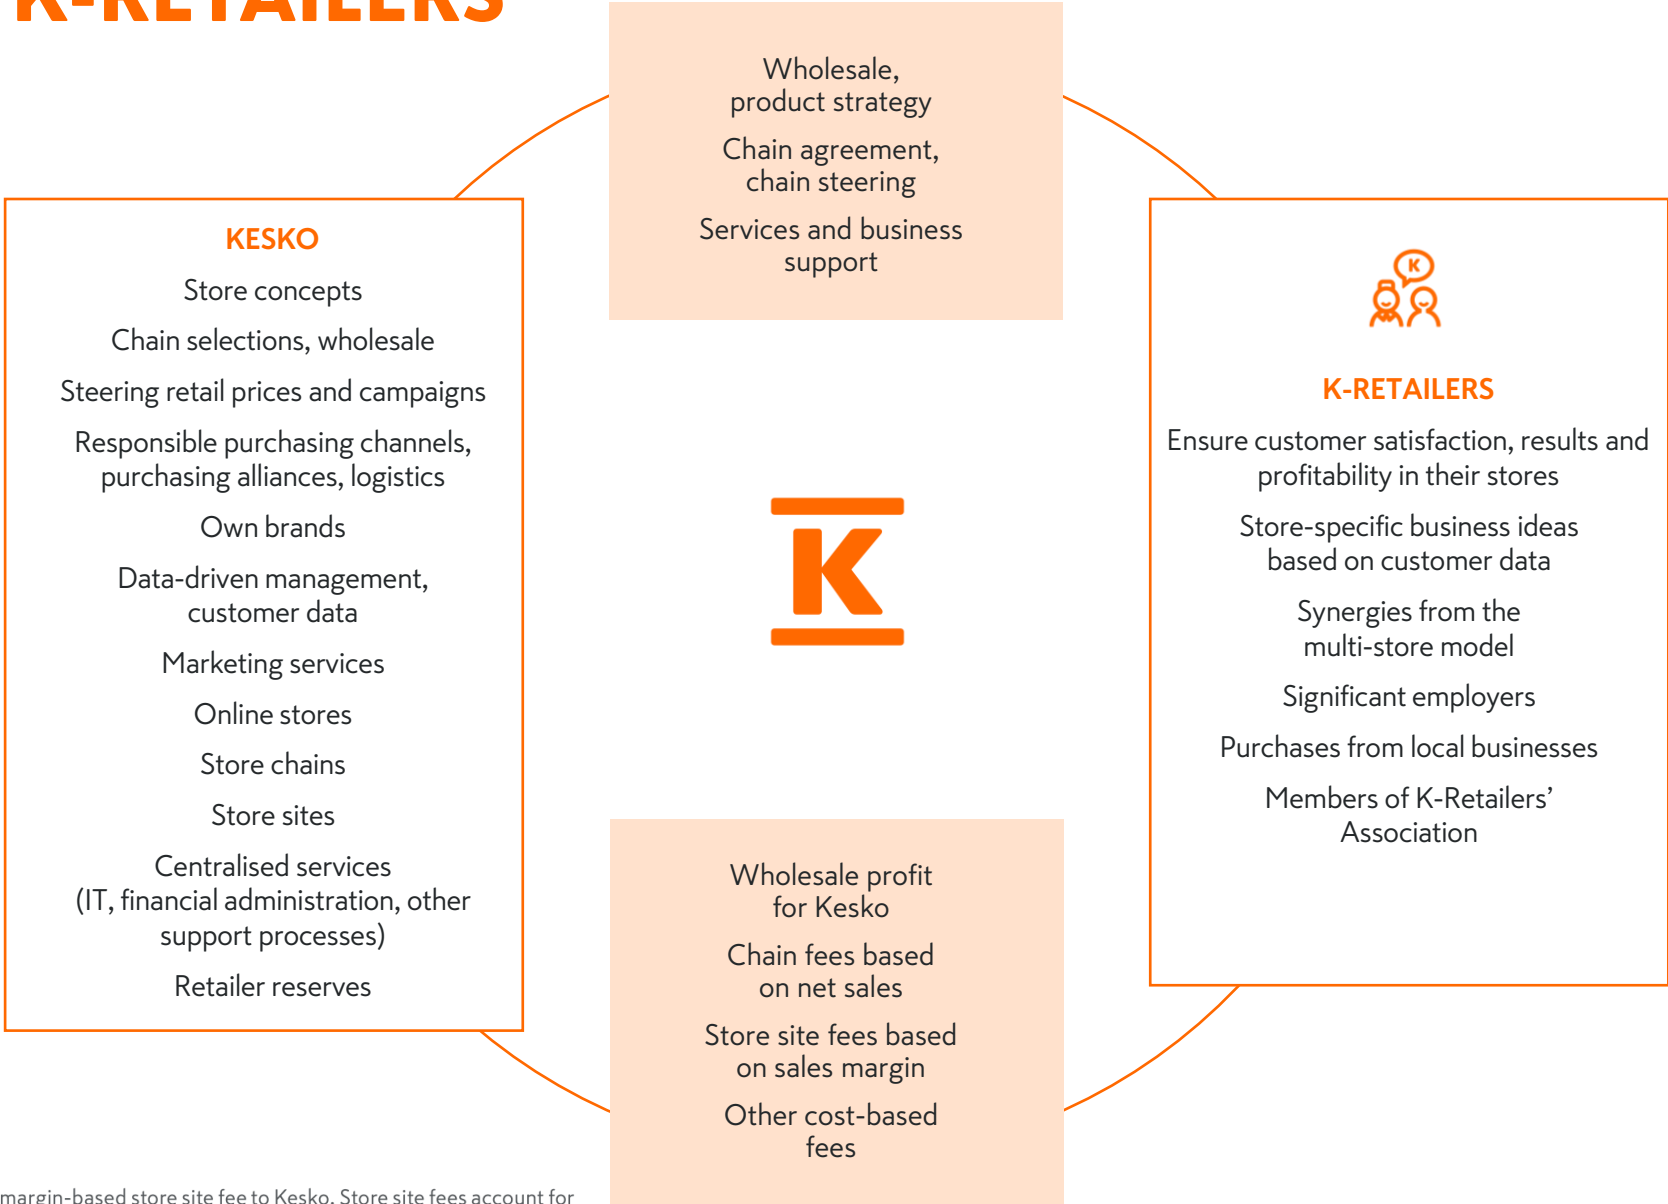 K-RETAILERS
Wholesale,
product strategy
Chain agreement,
chain steering
Services and business
support
KESKO
Store concepts
Chain selections, wholesale
Steering retail prices and campaigns
Responsible purchasing channels,
purchasing alliances, logistics
Own brands
Data-driven management,
customer data
Marketing services
Online stores
Store chains
Store sites
Centralised services
(IT, financial administration, other
support processes)
Retailer reserves
K
K
K-RETAILERS
Ensure customer satisfaction, results and
profitability in their stores
Store-specific business ideas
based on customer data
Synergies from the
multi-store model
Significant employers
Purchases from local businesses
Members of K-Retailers’
Association
Wholesale profit
for Kesko
Chain fees based
on net sales
Store site fees based
on sales margin
Other cost-based
fees
margin-based store site fee to Kesko. Store site fees account for